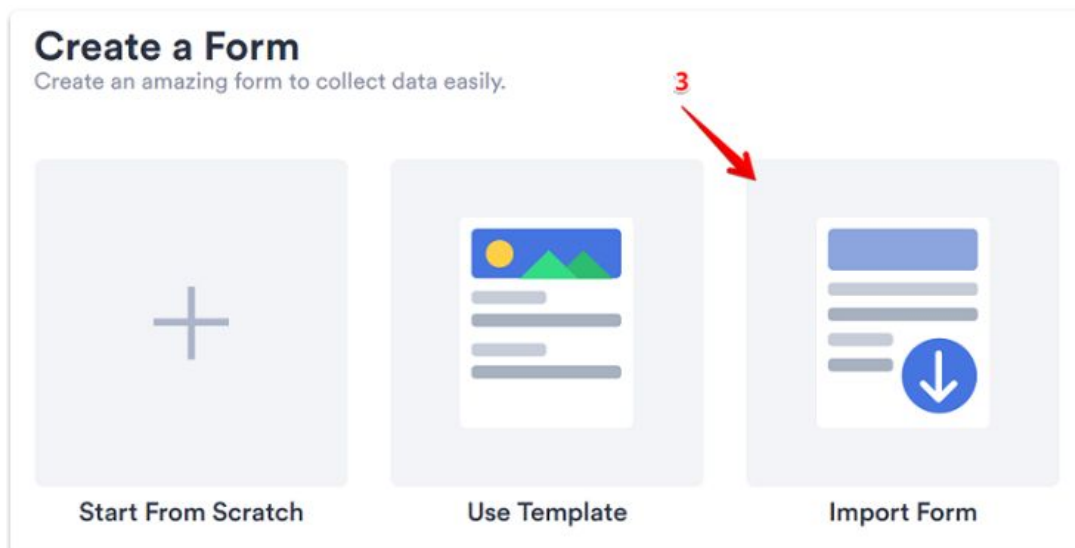 Create a Form
Create an amazing form to collect data easily.
3
Start From Scratch
Use Template
Import Form